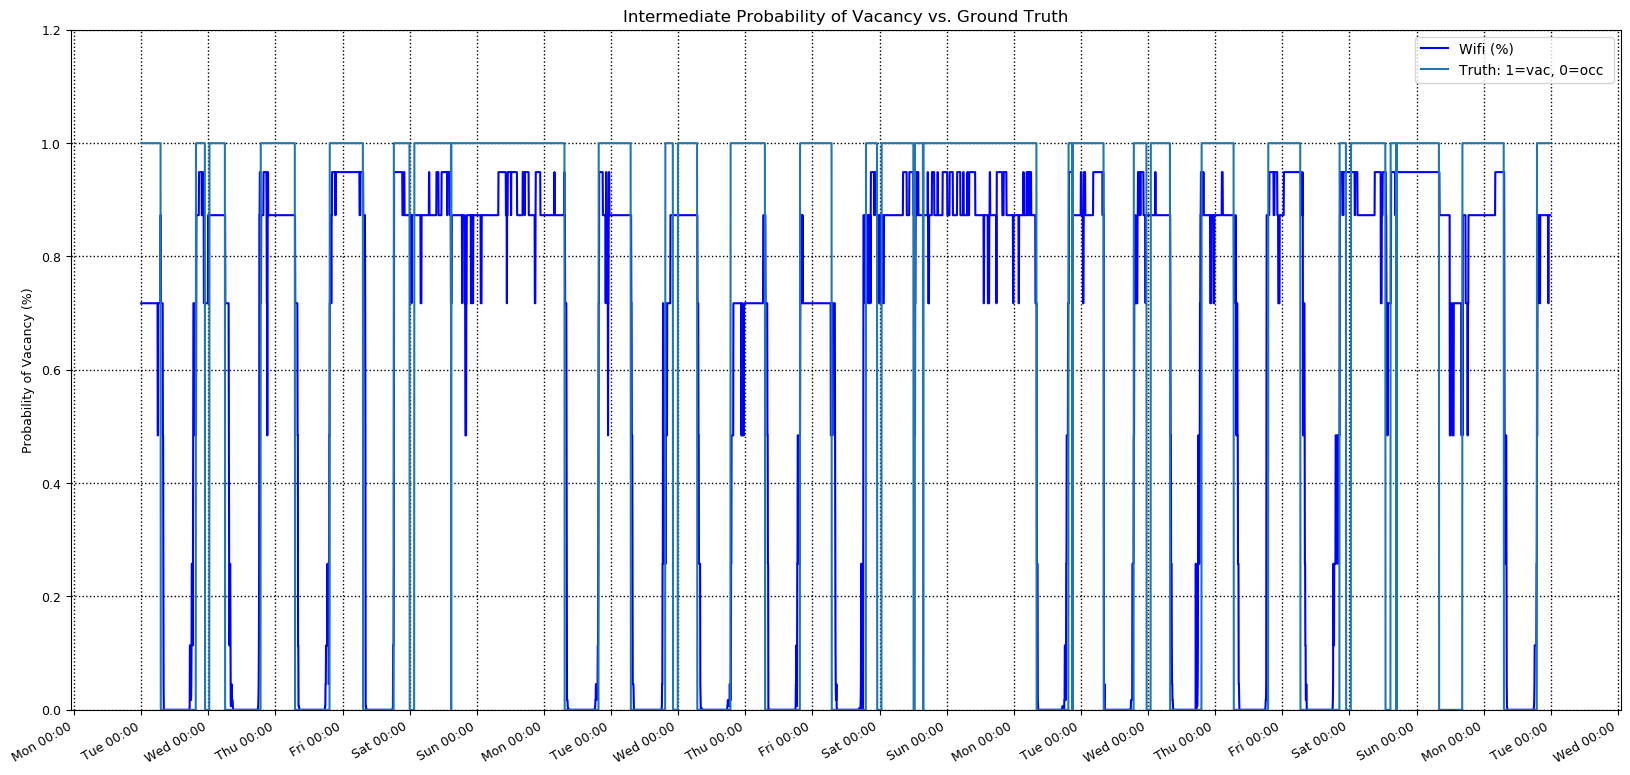 Intermediate Probability of Vacancy vs. Ground Truth
Wifi (%)
Truth: 1=vac, 0=occ
Probability of Vacancy (%)
1.2
1.0
0.8
0.6
0.4
0.2
0.0
Mon 00:00
Tue 00:00
Wed 00:00
Thu 00:00
Fri 00:00
Sat 00:00
Sun 00:00
Mon 00:00
Tue 00:00
Wed 00:00
Thu 00:00
Fri 00:00
Sat 00:00
Sun 00:00
Mon 00:00
Tue 00:00
Wed 00:00
Thu 00:00
Fri 00:00
Sat 00:00
Sun 00:00
Mon 00:00
Tue 00:00
Wed 00:00